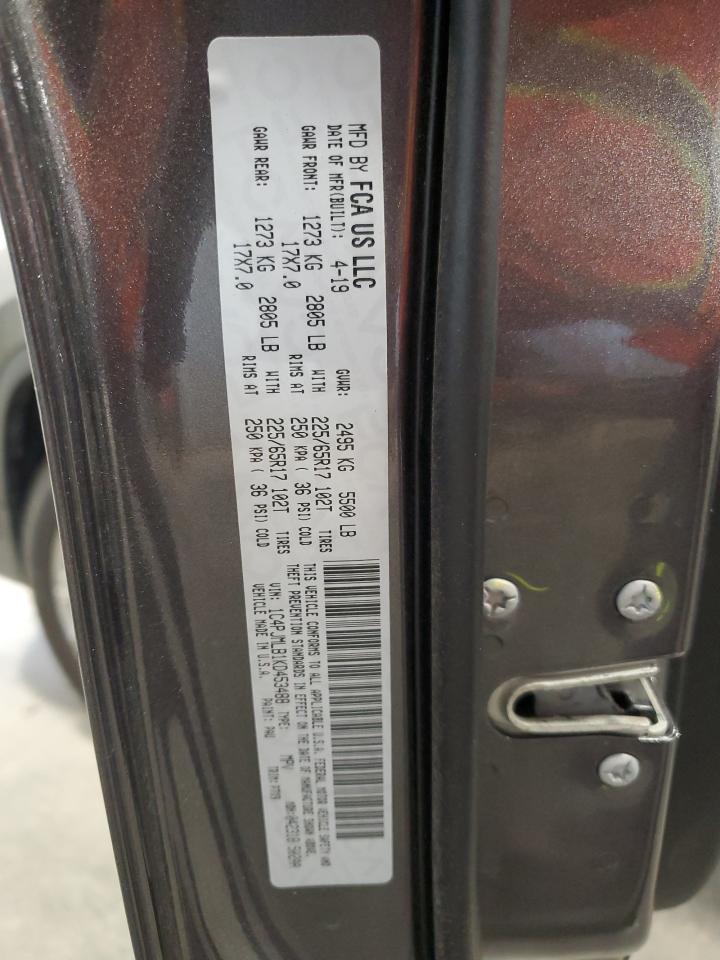 MFD BY FCA US LLC
DATE OF MFR(BUILT): 4-19 GVWR: 2495 KG 5500 LB
GAWR FRONT: 1273 KG 2805 LB WITH 225/65R17 102T TIRES
17X7.0 RIMS AT 250 KPA ( 36 PSI) COLD
GAWR REAR: 1273 KG 2805 LB WITH 225/65R17 102T TIRES
17X7.0 RIMS AT 250 KPA ( 36 PSI) COLD
THIS VEHICLE CONFORMS TO ALL APPLICABLE U.S.A. FEDERAL MOTOR VEHICLE SAFETY AND
THEFT PREVENTION STANDARDS IN EFFECT ON THE DATE OF MANUFACTURE SHOWN ABOVE.
VIN: 1C4PJMLB1KD453488 TYPE: MPV
VEHICLE MADE IN U.S.A. PAINT: PAU